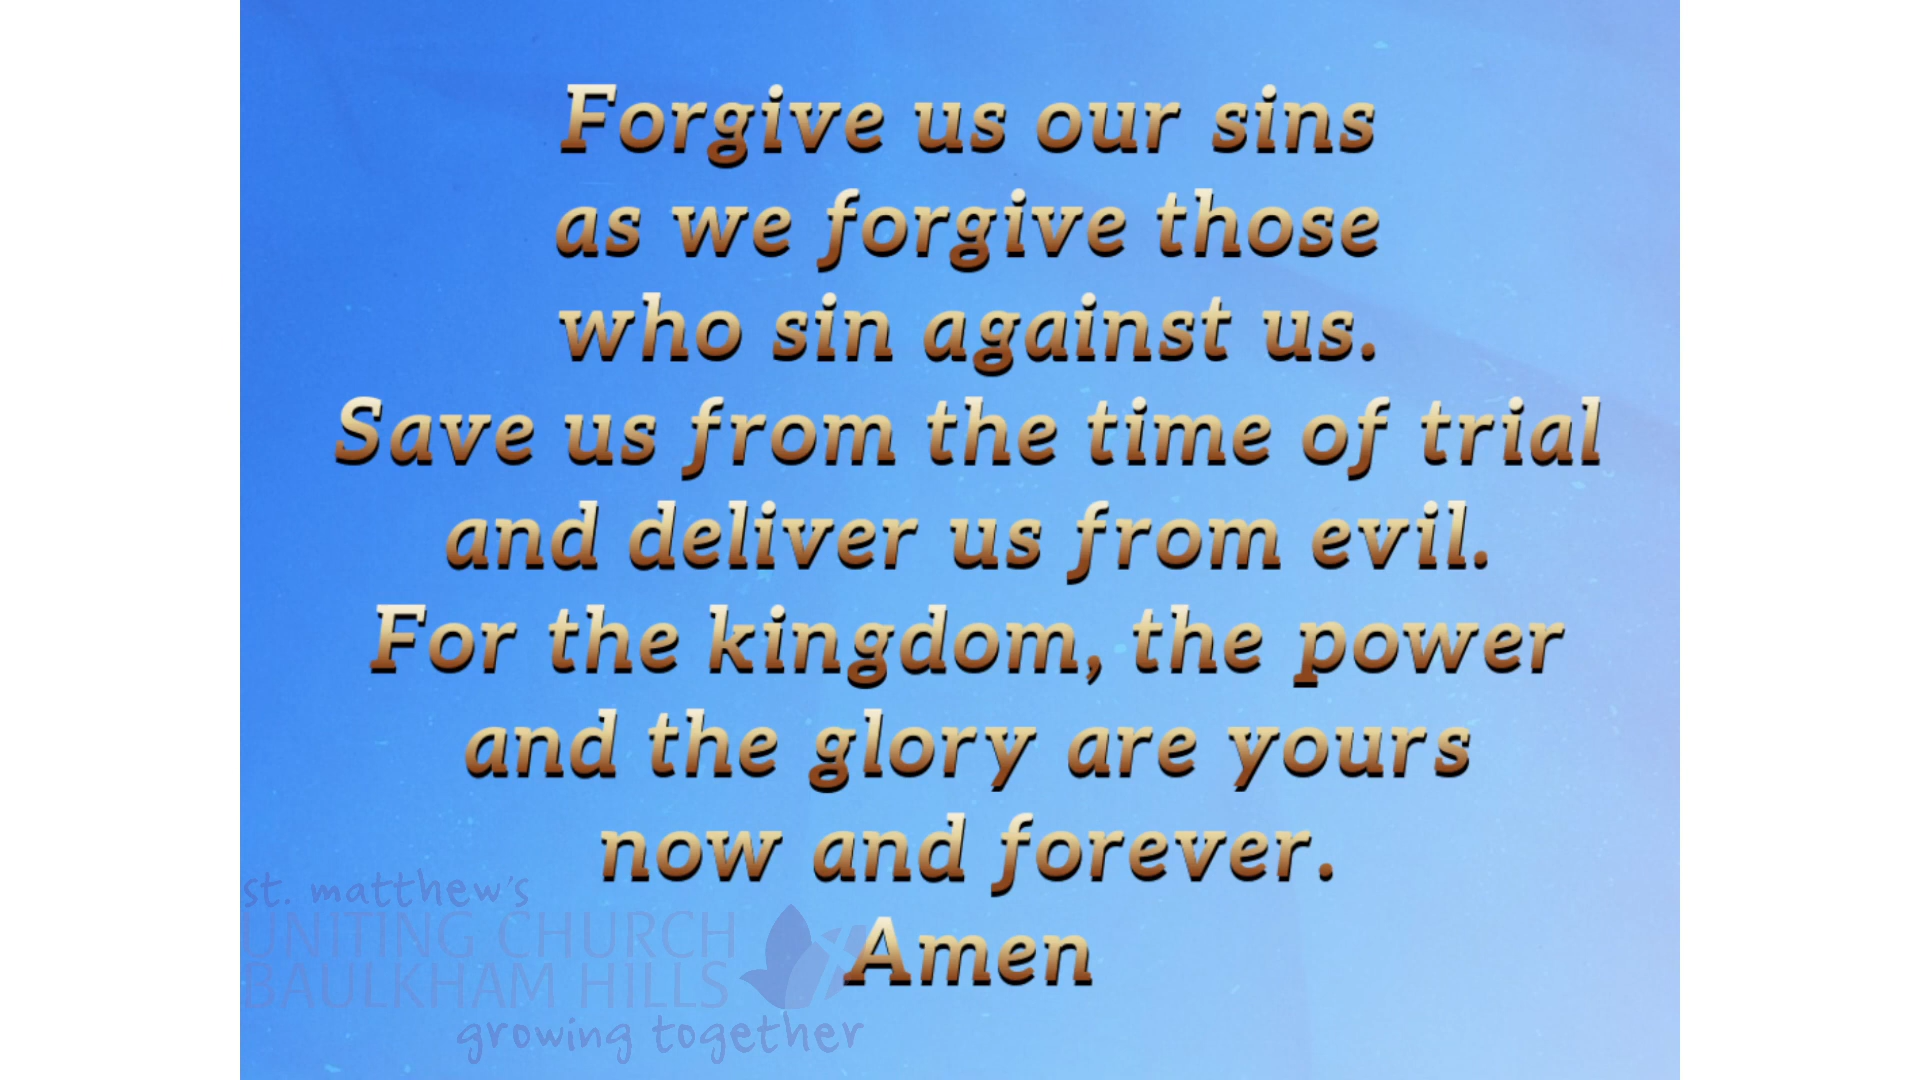 Forgive us our sins
as we forgive those
who sin against us.
Save us from the time of trial
and deliver us from evil.
For the kingdom, the power
and the glory are yours
now and forever.
Amen
st. matthew's
UNITING CHURCH
BAULKHAM HILLS
growing together